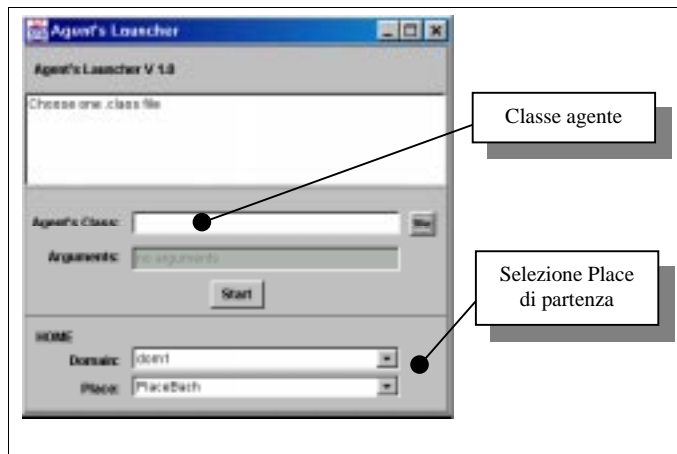 Agent's Launcher
Agent's Launcher V 1.0
Choose one .class file
Classe agente
Agent's Class:
file
Arguments: no arguments
Start
Selezione Place
di partenza
HOME
Domain: dom1
Place: PlaceBach